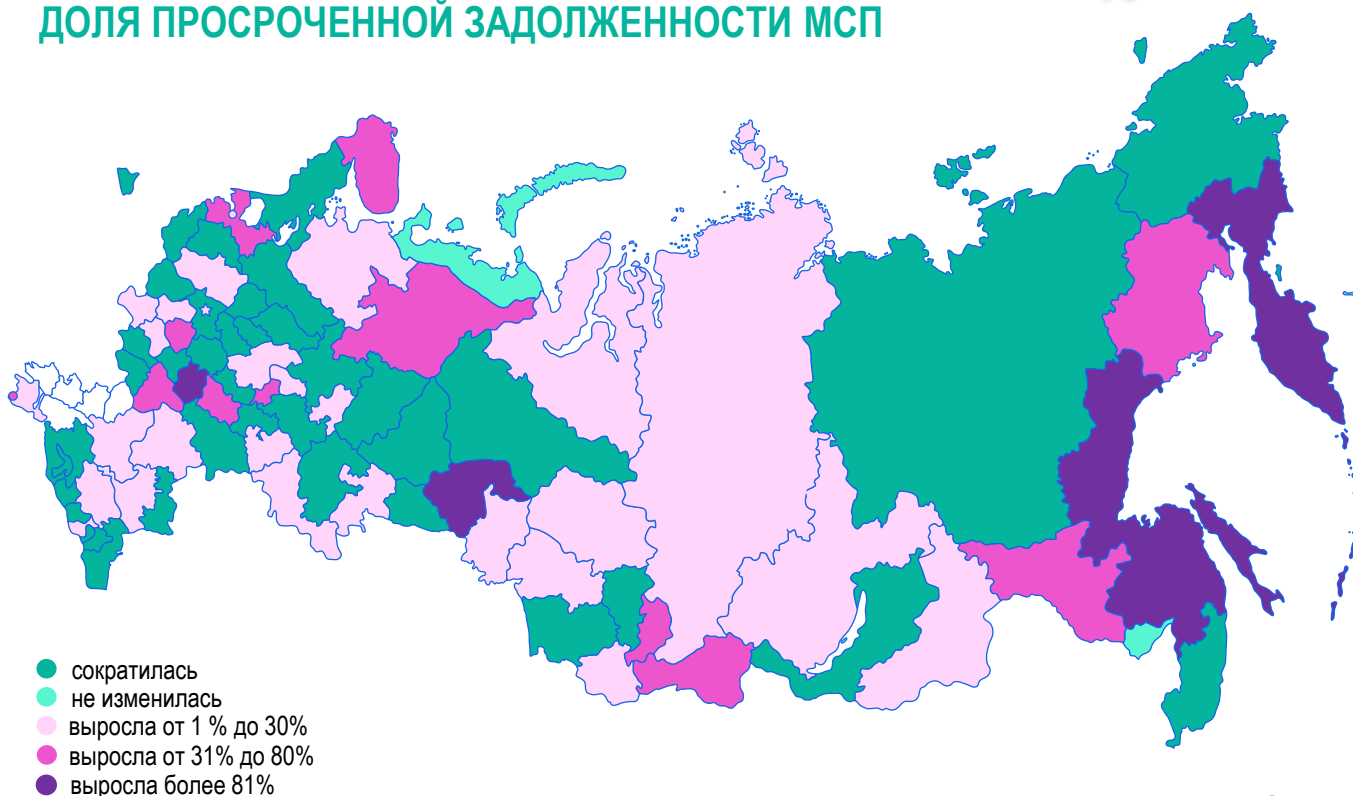 ДОЛЯ ПРОСРОЧЕННОЙ ЗАДОЛЖЕННОСТИ МСП
сократилась
не изменилась
выросла от 1 % до 30%
выросла от 31% до 80%
выросла более 81%